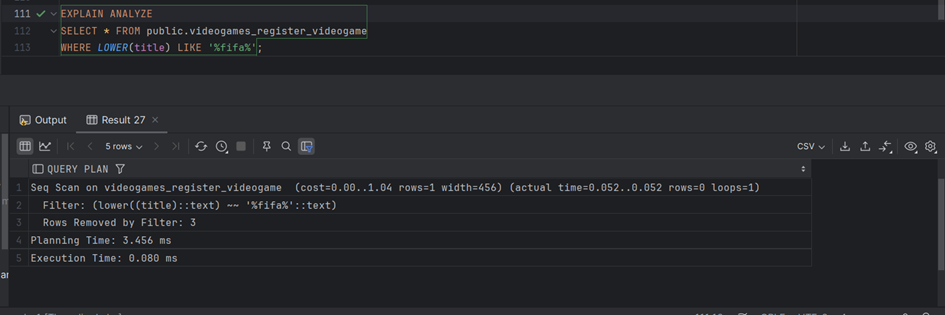 111 EXPLAIN ANALYZE
112 SELECT * FROM public.videogames_register_videogame
113 WHERE LOWER(title) LIKE '%fifa%';
Output Result 27
5 rows CSV
QUERY PLAN
1 Seq Scan on videogames_register_videogame (cost=0.00..1.04 rows=1 width=456) (actual time=0.052..0.052 rows=0 loops=1)
2 Filter: (lower((title)::text) ~~ '%fifa%'::text)
3 Rows Removed by Filter: 3
4 Planning Time: 3.456 ms
5 Execution Time: 0.080 ms